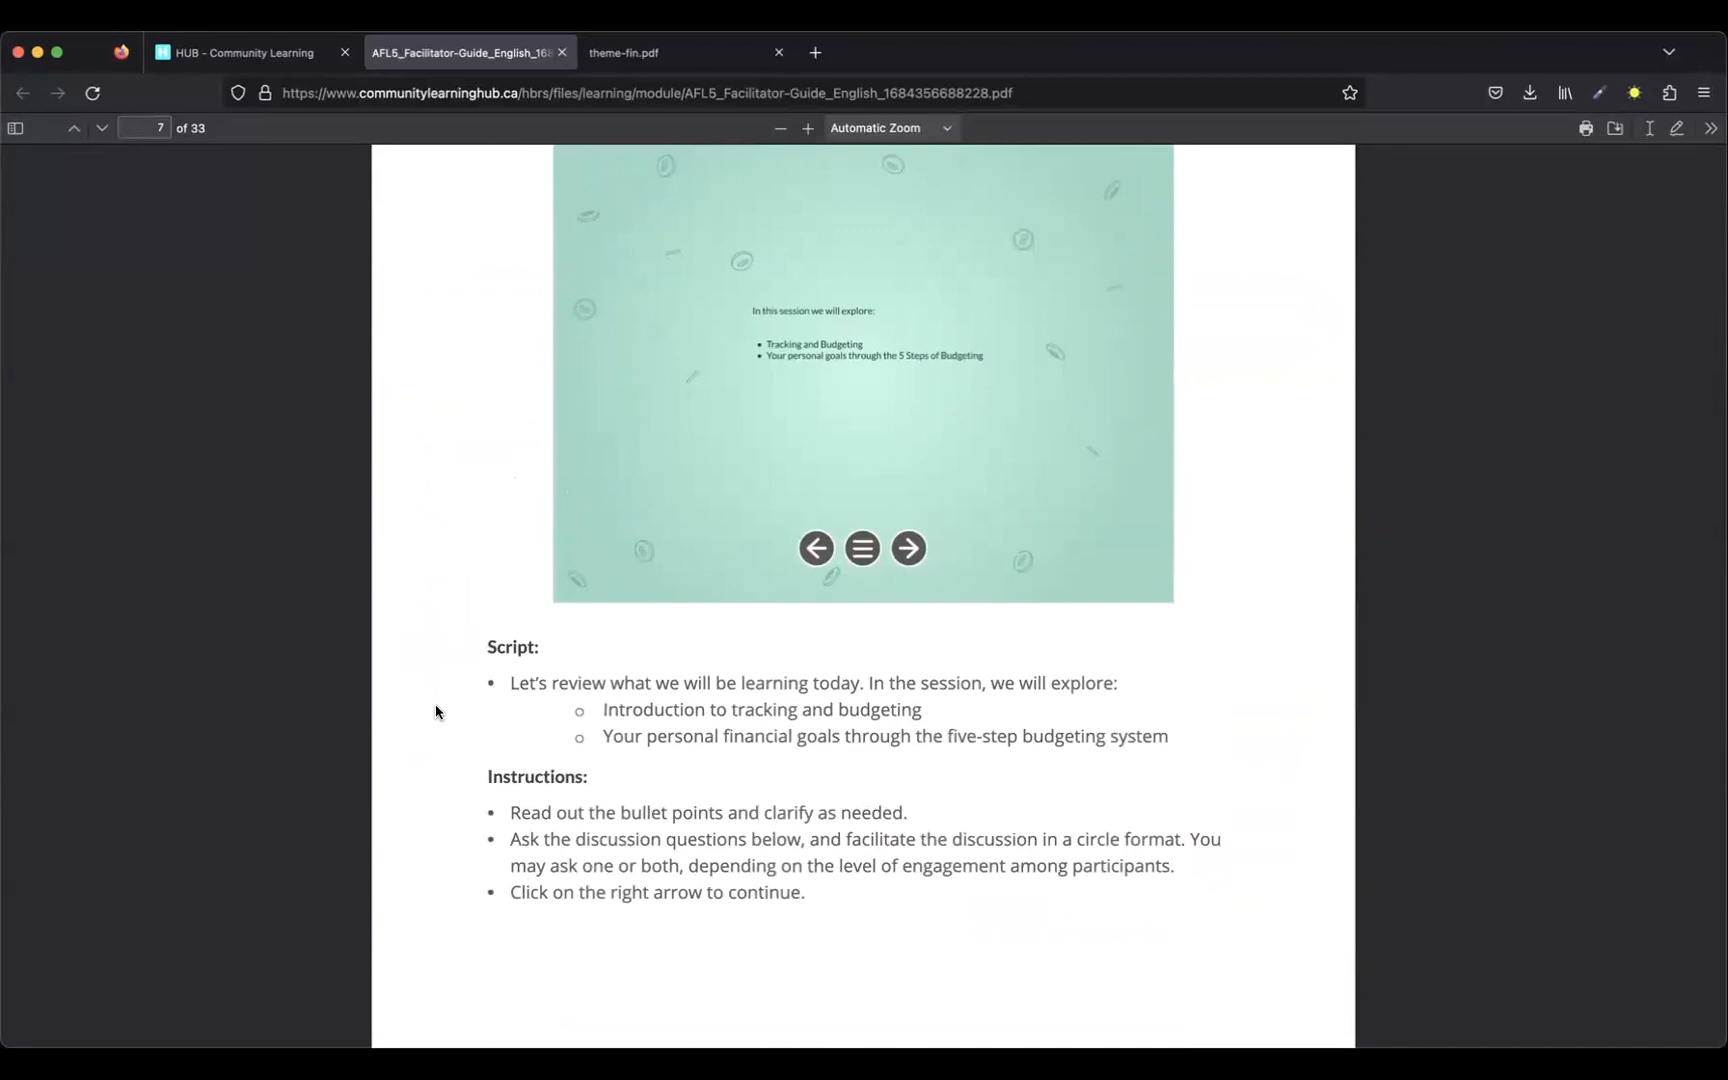 HUB - Community Learning
AFL5_Facilitator-Guide_English_168
theme-fin.pdf
https://www.communitylearninghub.ca/hbrs/files/learning/module/AFL5_Facilitator-Guide_English_1684356688228.pdf
7 of 33
Automatic Zoom
In this session we will explore:
• Tracking and Budgeting
• Your personal goals through the 5 Steps of Budgeting
Script:
• Let’s review what we will be learning today. In the session, we will explore:
o Introduction to tracking and budgeting
o Your personal financial goals through the five-step budgeting system
Instructions:
• Read out the bullet points and clarify as needed.
• Ask the discussion questions below, and facilitate the discussion in a circle format. You
may ask one or both, depending on the level of engagement among participants.
• Click on the right arrow to continue.